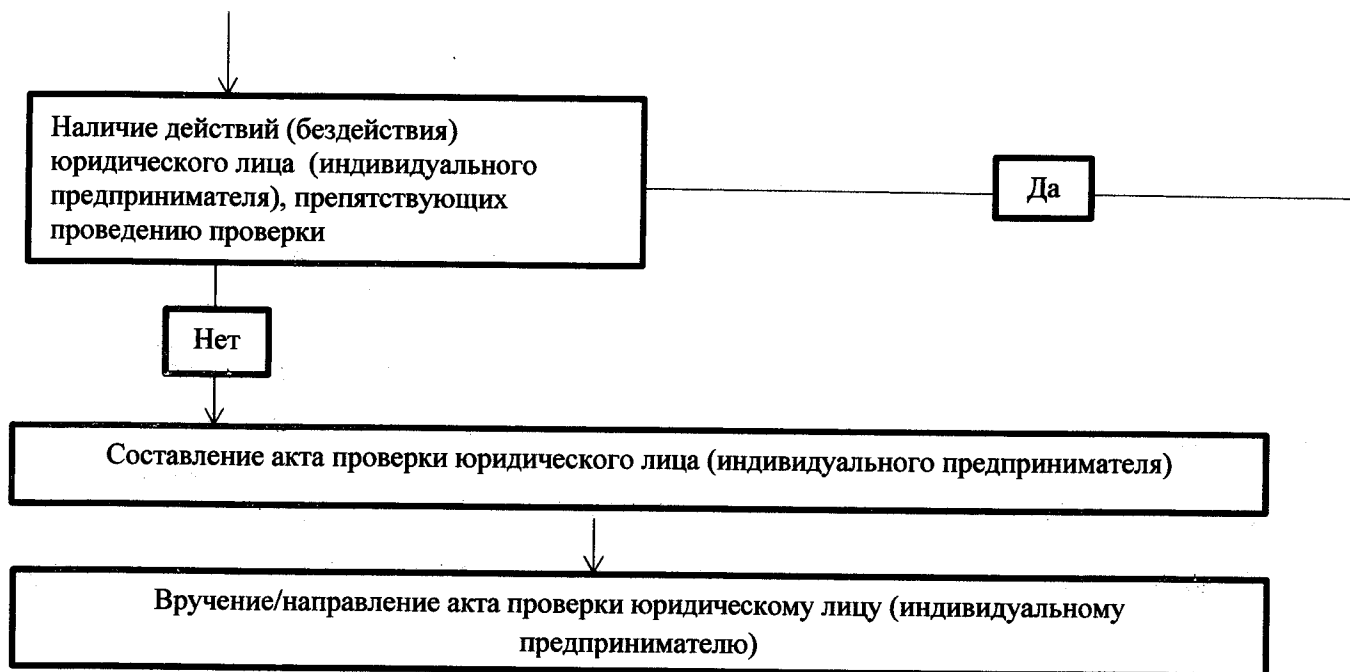 Наличие действий (бездействия)
юридического лица (индивидуального
предпринимателя), препятствующих
проведению проверки
Да
Нет
Составление акта проверки юридического лица (индивидуального предпринимателя)
Вручение/направление акта проверки юридическому лицу (индивидуальному
предпринимателю)